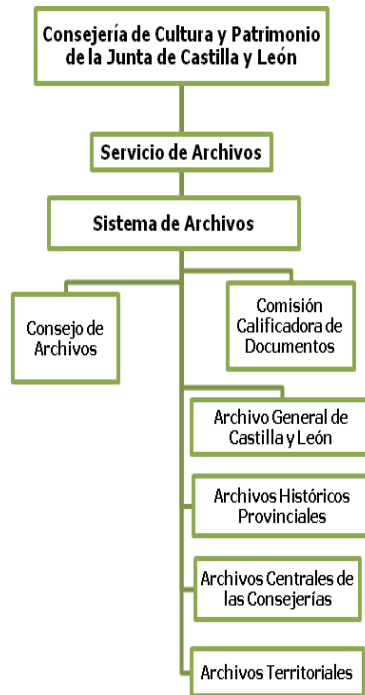 Consejería de Cultura y Patrimonio
de la Junta de Castilla y León
Servicio de Archivos
Sistema de Archivos
Consejo de
Archivos
Comisión
Calificadora de
Documentos
Archivo General de
Castilla y León
Archivos Históricos
Provinciales
Archivos Centrales de
las Consejerías
Archivos Territoriales